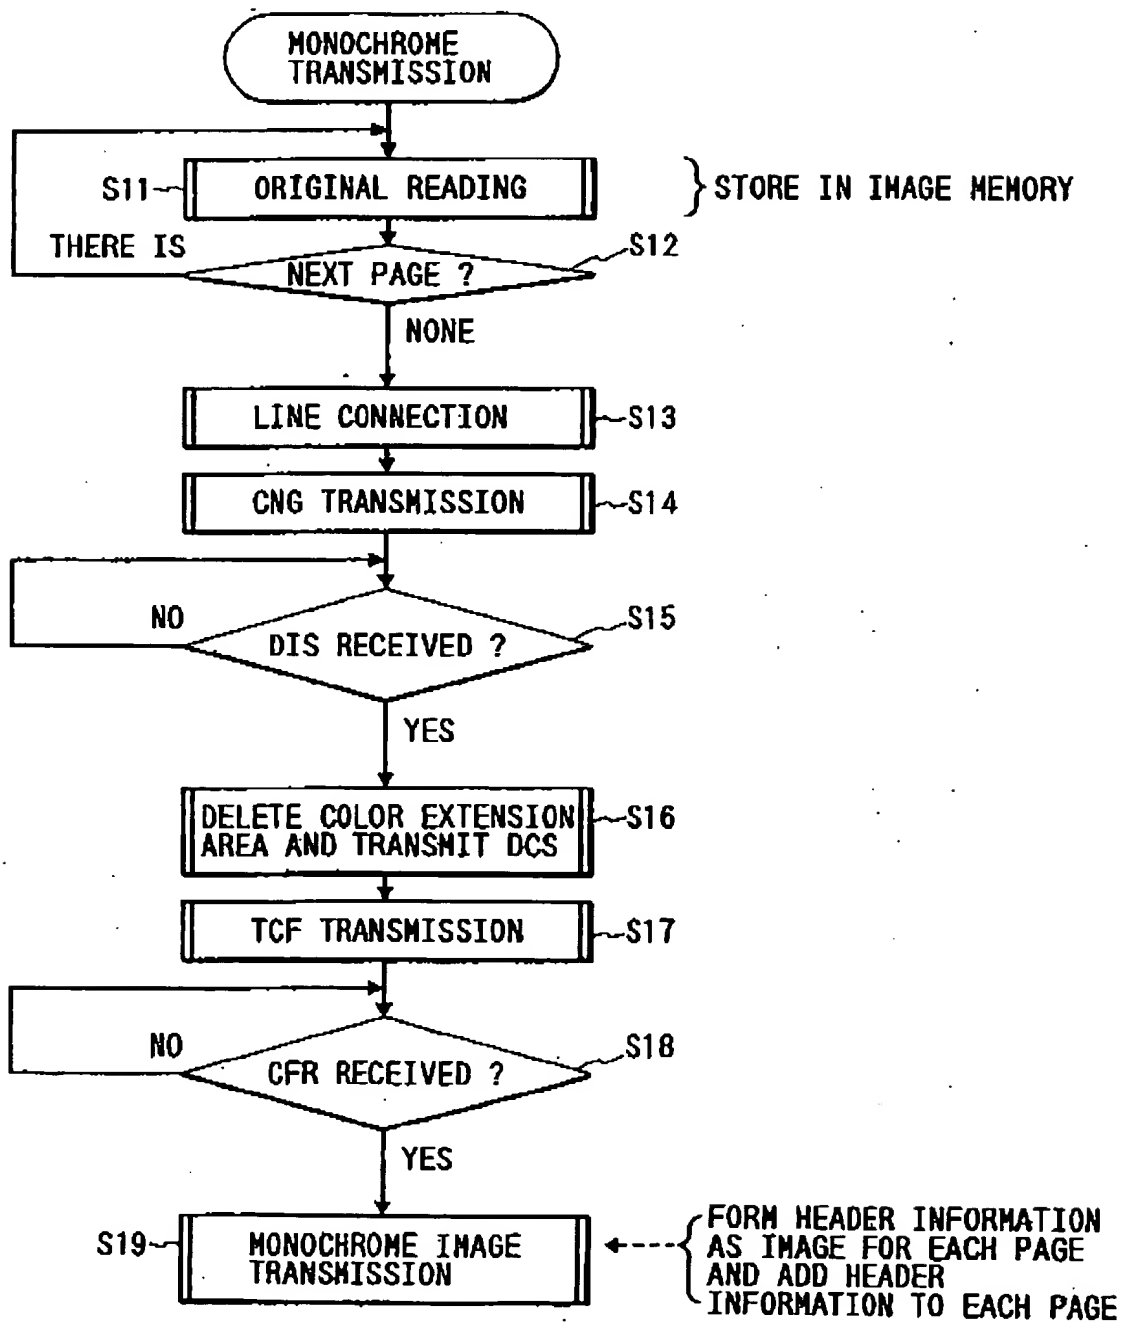 MONOCHROME
TRANSMISSION
S11
ORIGINAL READING
STORE IN IMAGE MEMORY
THERE IS
S12
NEXT PAGE ?
NONE
LINE CONNECTION
S13
CNG TRANSMISSION
S14
NO
S15
DIS RECEIVED ?
YES
DELETE COLOR EXTENSION
AREA AND TRANSMIT DCS
S16
TCF TRANSMISSION
S17
NO
S18
CFR RECEIVED ?
YES
S19
MONOCHROME IMAGE
TRANSMISSION
FORM HEADER INFORMATION
AS IMAGE FOR EACH PAGE
AND ADD HEADER
INFORMATION TO EACH PAGE